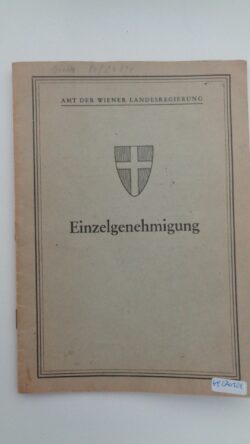 AMT DER WIENER LANDESREGIERUNG
Einzelgenehmigung